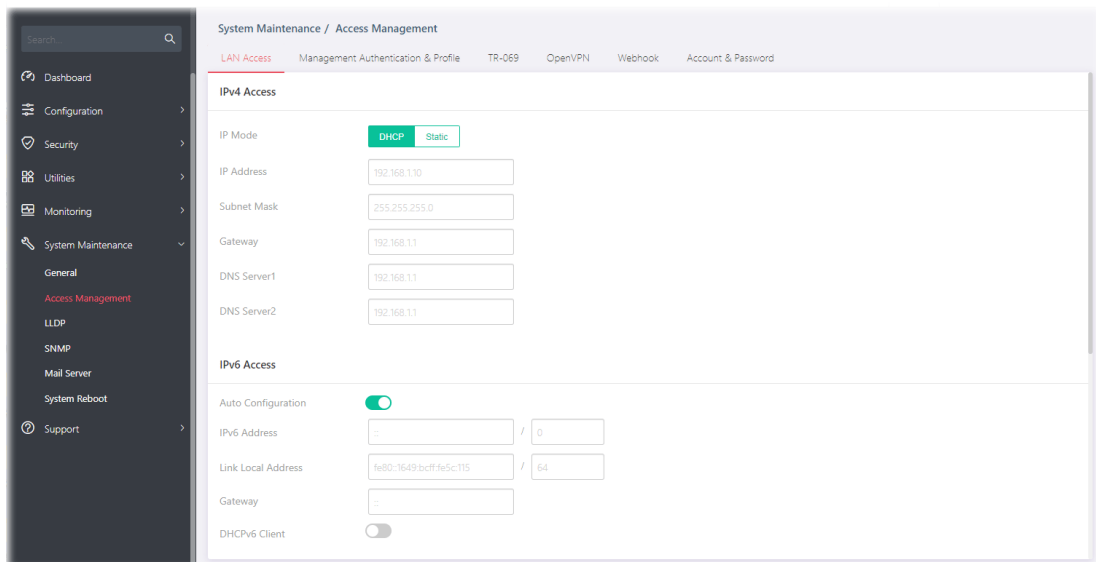 Search...
Dashboard
Configuration
Security
Utilities
Monitoring
System Maintenance
General
Access Management
LLDP
SNMP
Mail Server
System Reboot
Support
System Maintenance / Access Management
LAN Access Management Authentication & Profile TR-069 OpenVPN Webhook Account & Password
IPv4 Access
IP Mode DHCP Static
IP Address 192.168.1.10
Subnet Mask 255.255.255.0
Gateway 192.168.1.1
DNS Server1 192.168.1.1
DNS Server2 192.168.1.1
IPv6 Access
Auto Configuration
IPv6 Address :: / 0
Link Local Address fe80::1649:bcff:fe5c:115 / 64
Gateway ::
DHCPv6 Client